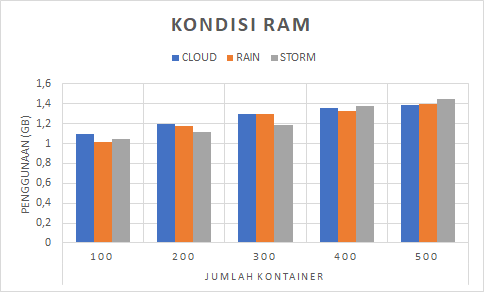 KONDISI RAM
CLOUD RAIN STORM
1,6
1,4
1,2
1
0,8
0,6
0,4
0,2
0
PENGGUNAAN (GB)
100 200 300 400 500
JUMLAH KONTAINER